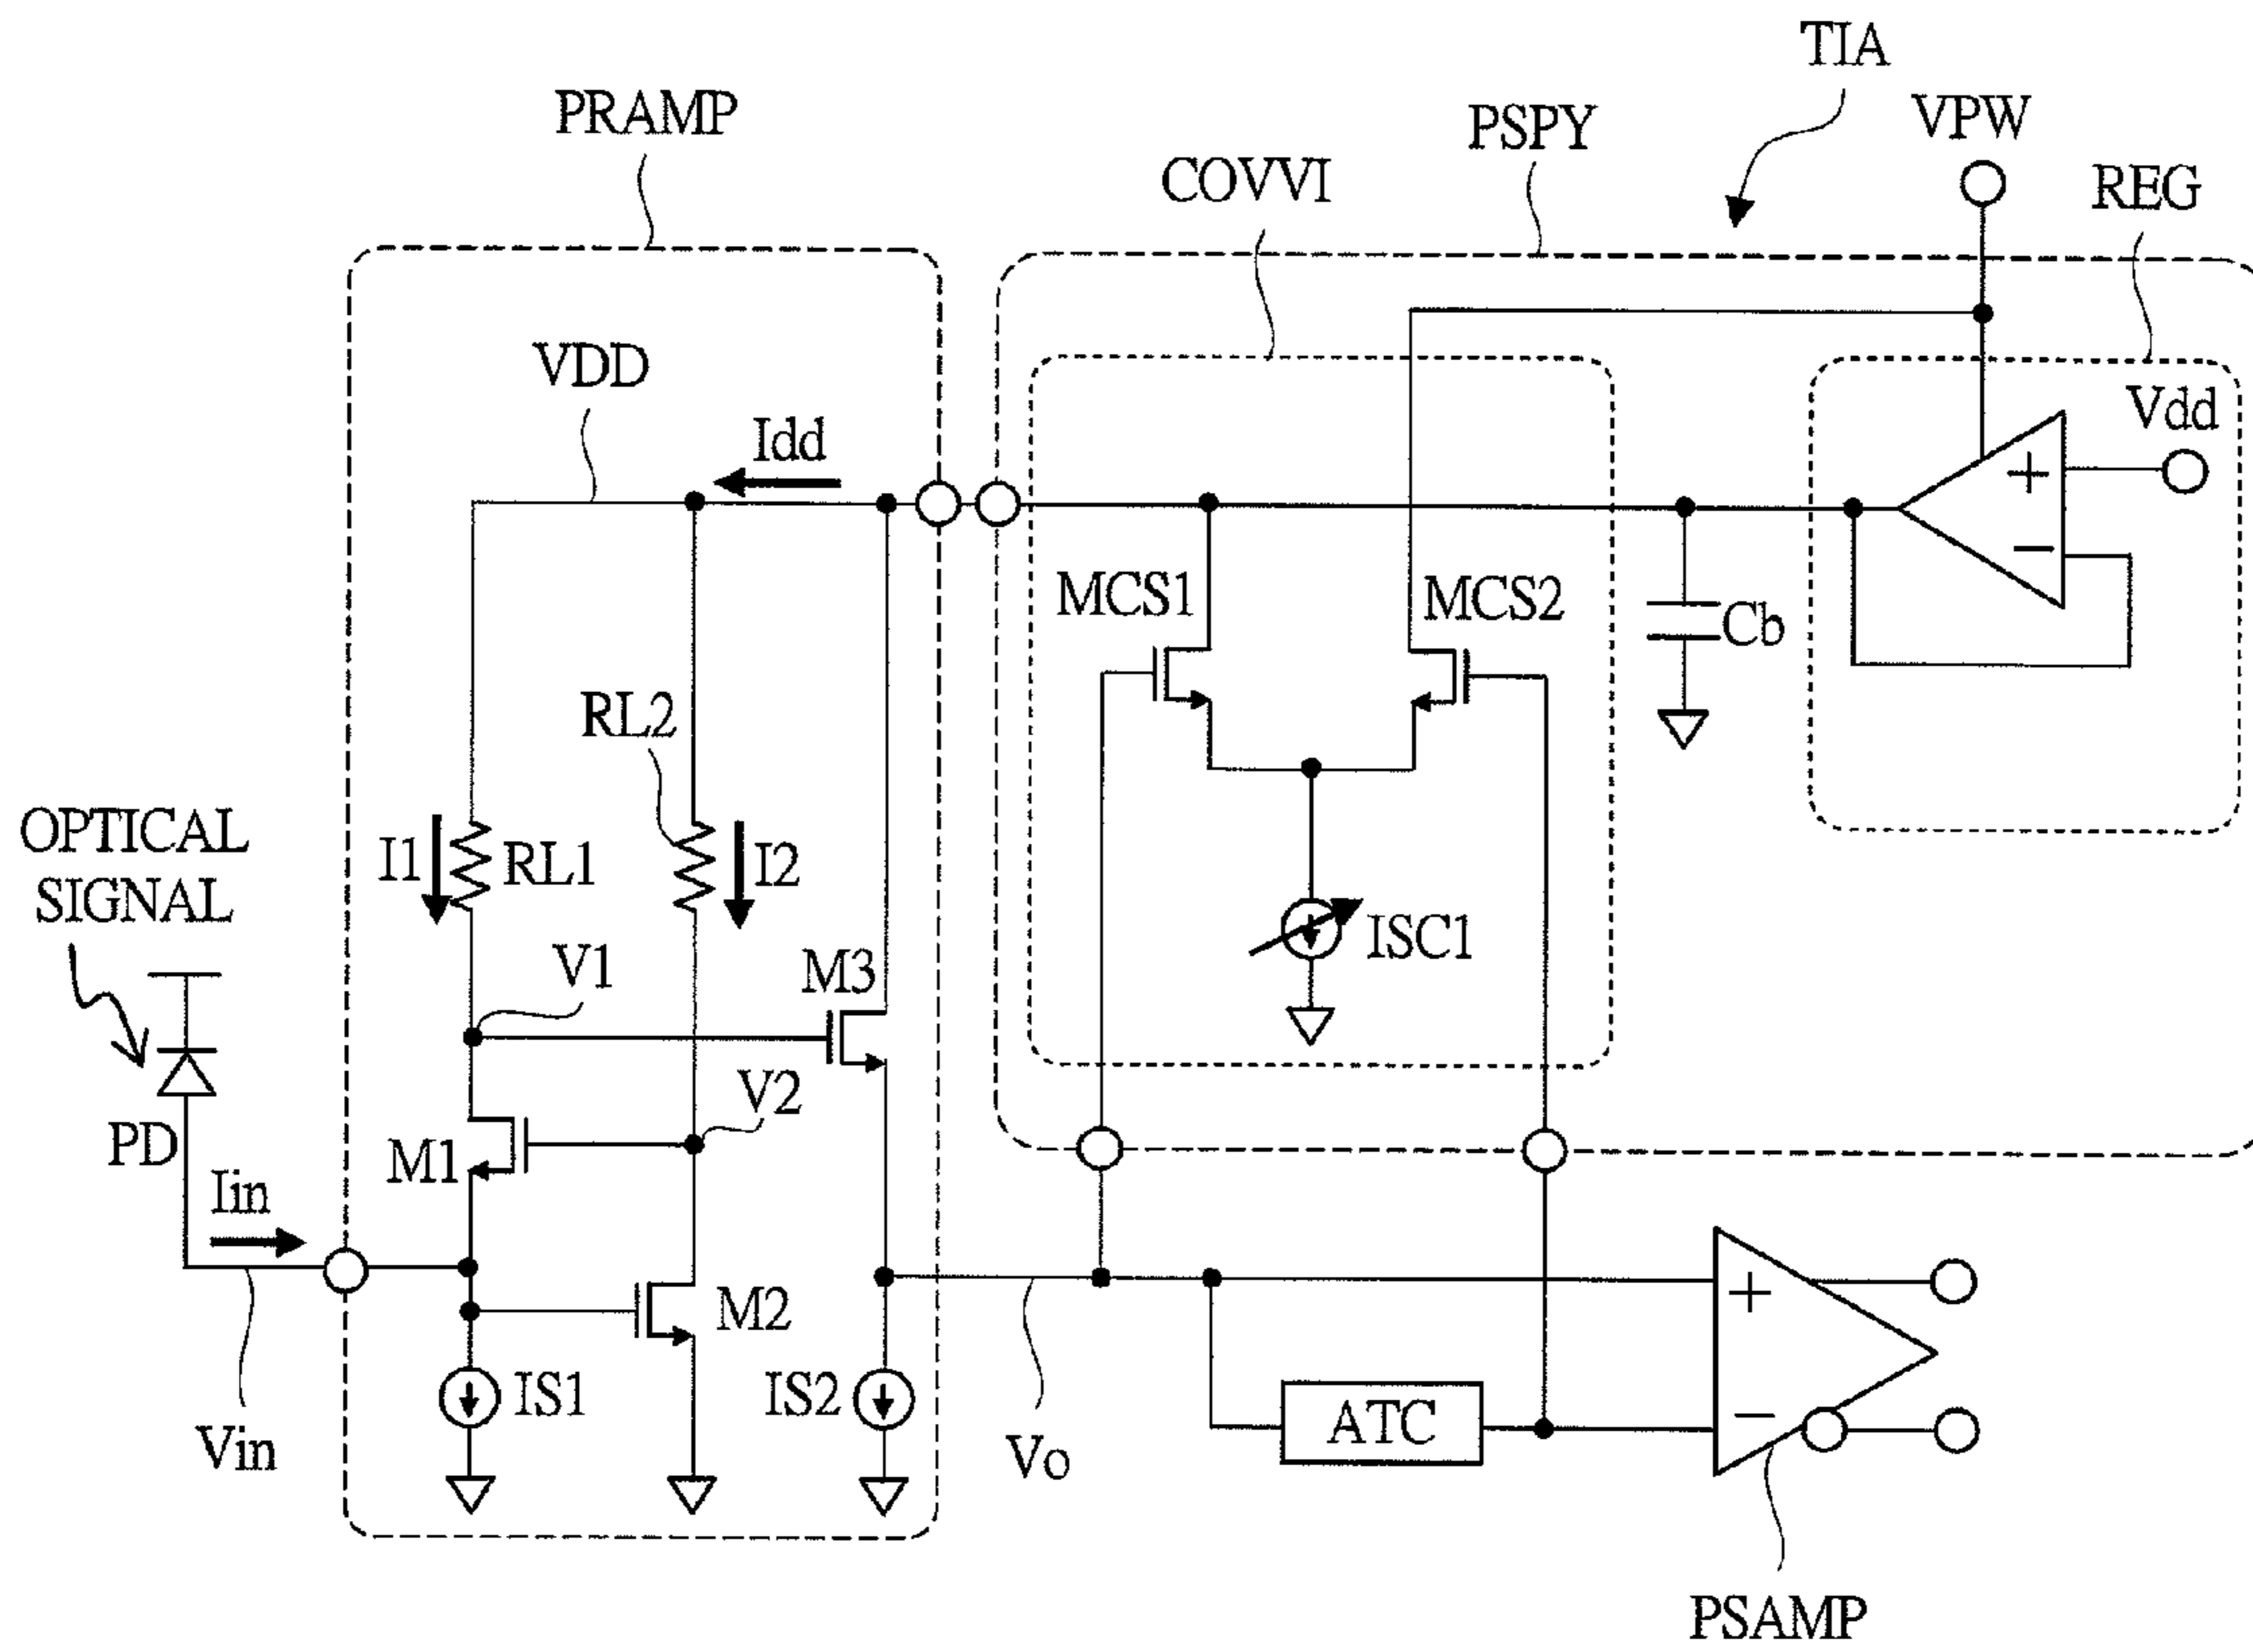 TIA
PRAMP
PSPY
VPW
COVVI
REG
VDD
Idd
Vdd
+
−
MCS1
MCS2
Cb
RL2
OPTICAL
SIGNAL
I1
RL1
I2
ISC1
V1
M3
V2
PD
M1
Iin
M2
+
IS1
IS2
ATC
−
Vin
Vo
PSAMP